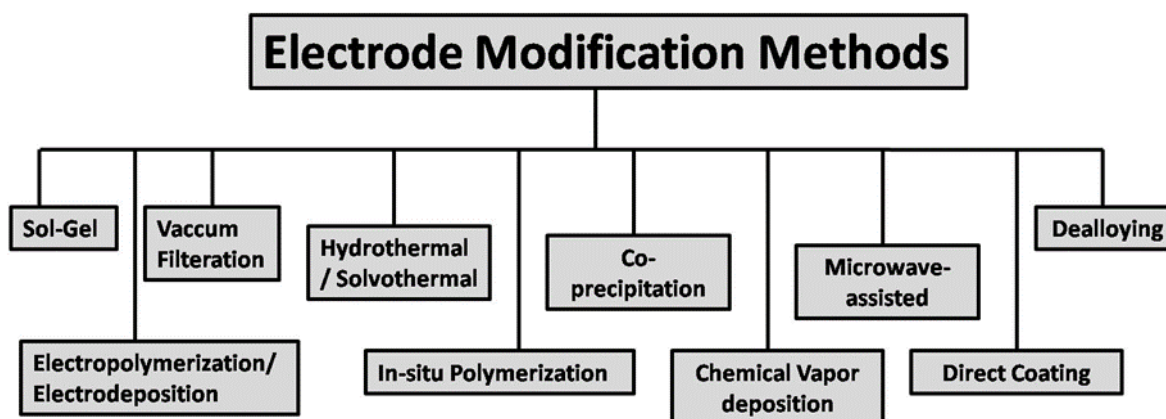 Electrode Modification Methods
Sol-Gel
Vaccum
Filteration
Hydrothermal
/ Solvothermal
Co-
precipitation
Microwave-
assisted
Dealloying
Electropolymerization/
Electrodeposition
In-situ Polymerization
Chemical Vapor
deposition
Direct Coating